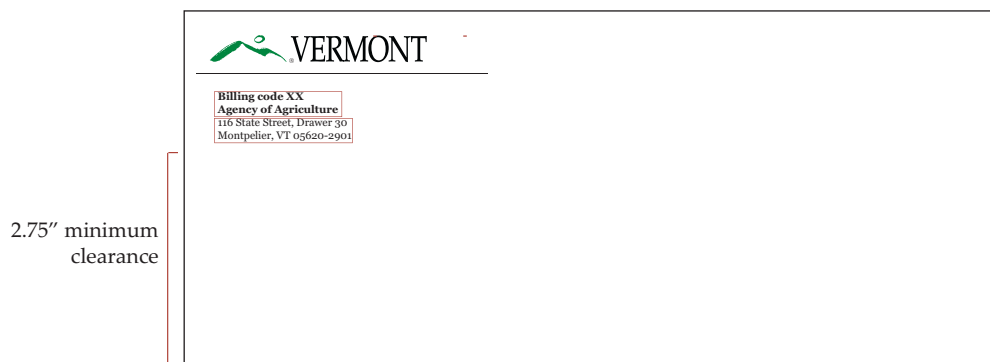 ®VERMONT
Billing code XX
Agency of Agriculture
116 State Street, Drawer 30
Montpelier, VT 05620-2901
2.75″ minimum
clearance